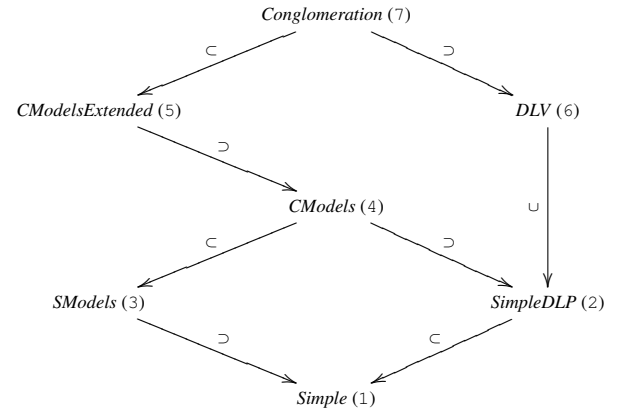 Conglomeration (7)
⊂ ⊃
CModelsExtended (5) DLV (6)
⊃
CModels (4) ∪
⊂ ⊃
SModels (3) SimpleDLP (2)
⊃ ⊂
Simple (1)